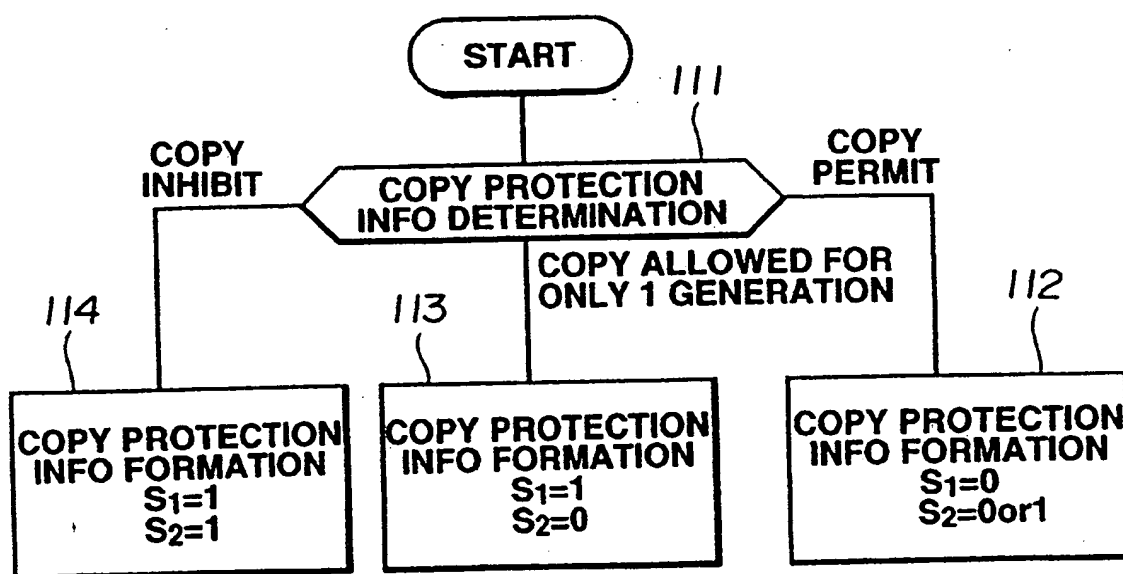 START
111
COPY
INHIBIT
COPY PROTECTION
INFO DETERMINATION
COPY
PERMIT
COPY ALLOWED FOR
ONLY 1 GENERATION
114
113
112
COPY PROTECTION
INFO FORMATION
S1=1
S2=1
COPY PROTECTION
INFO FORMATION
S1=1
S2=0
COPY PROTECTION
INFO FORMATION
S1=0
S2=0or1